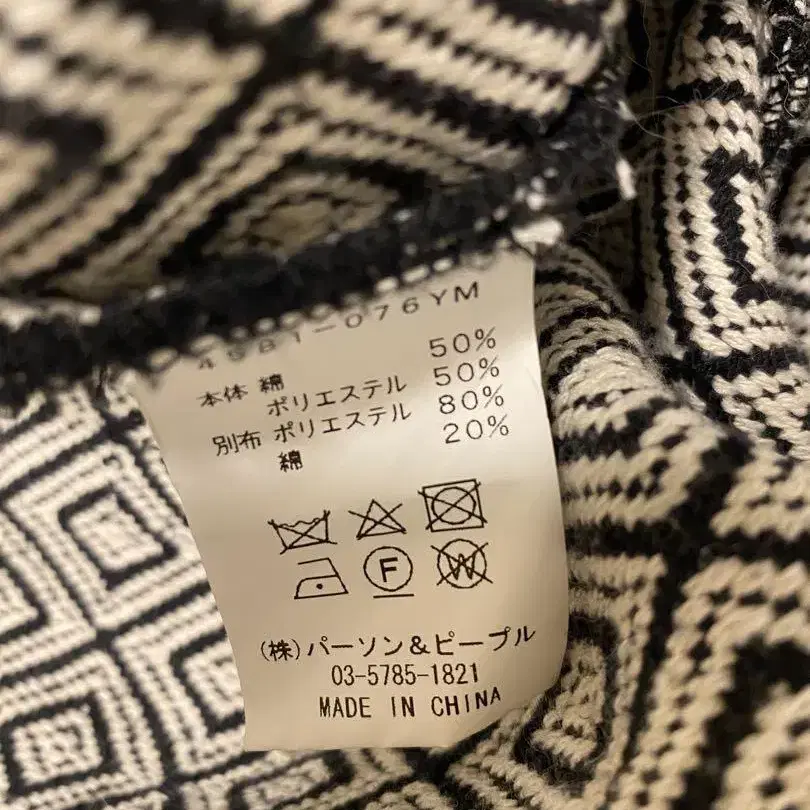 4581-076YM
本体 綿 50%
ポリエステル 50%
別布 ポリエステル 80%
綿 20%
F W
(株)パーソン&ピープル
03-5785-1821
MADE IN CHINA